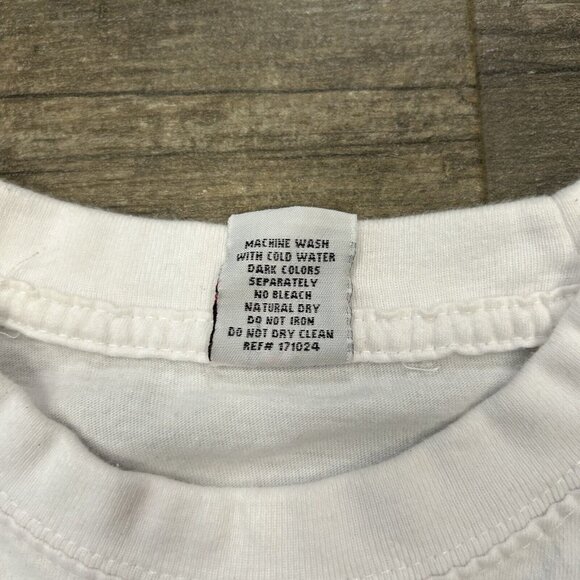 MACHINE WASH
WITH COLD WATER
DARK COLORS
SEPARATELY
NO BLEACH
NATURAL DRY
DO NOT IRON
DO NOT DRY CLEAN
REF# 171024